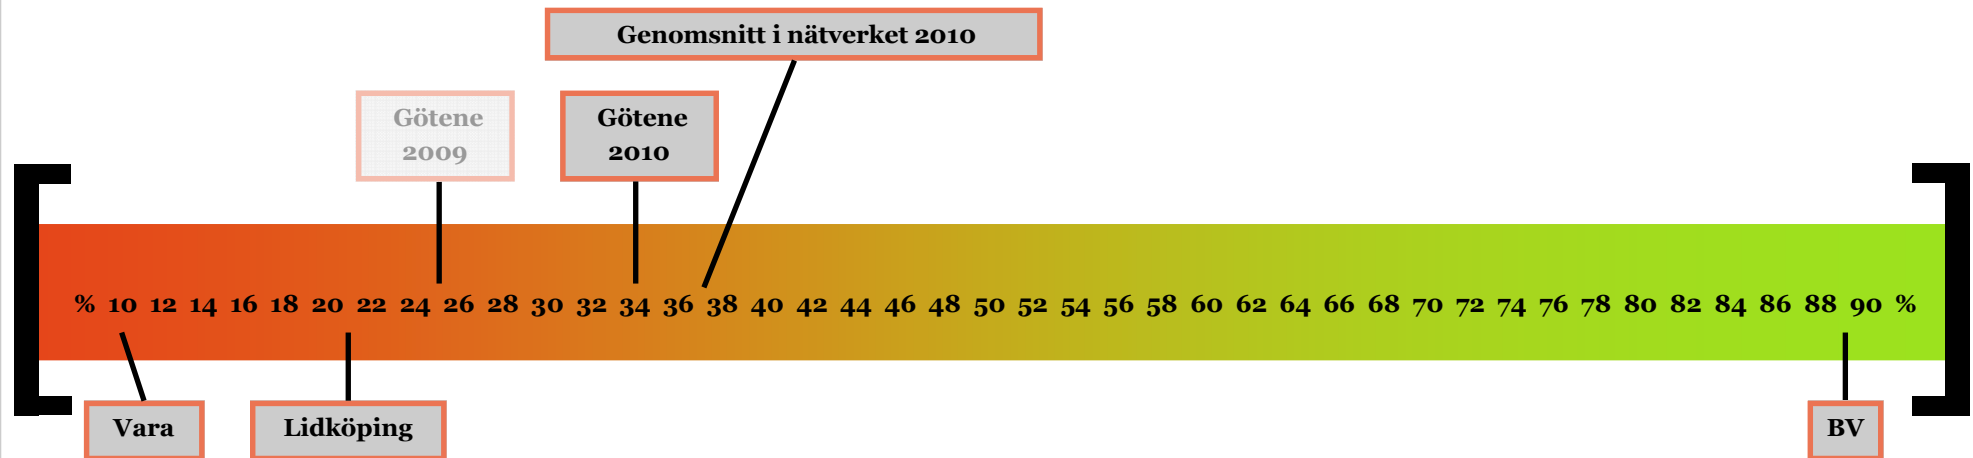 Genomsnitt i nätverket 2010
Götene
2009
Götene
2010
% 10 12 14 16 18 20 22 24 26 28 30 32 34 36 38 40 42 44 46 48 50 52 54 56 58 60 62 64 66 68 70 72 74 76 78 80 82 84 86 88 90 %
Vara
Lidköping
BV